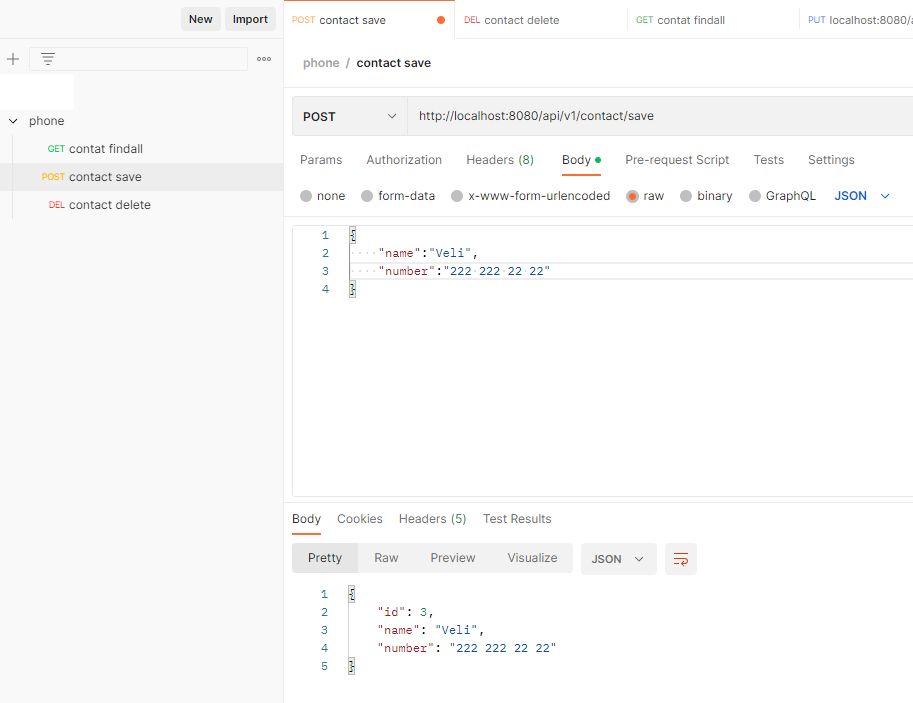 New Import
POST contact save DEL contact delete GET contat findall PUT localhost:8080/a
phone / contact save
phone
GET contat findall
POST contact save
DEL contact delete
POST http://localhost:8080/api/v1/contact/save
Params Authorization Headers (8) Body Pre-request Script Tests Settings
none form-data x-www-form-urlencoded raw binary GraphQL JSON
1 {
2 "name":"Veli",
3 "number":"222 222 22 22"
4 }
Body Cookies Headers (5) Test Results
Pretty Raw Preview Visualize JSON
1 {
2 "id": 3,
3 "name": "Veli",
4 "number": "222 222 22 22"
5 }